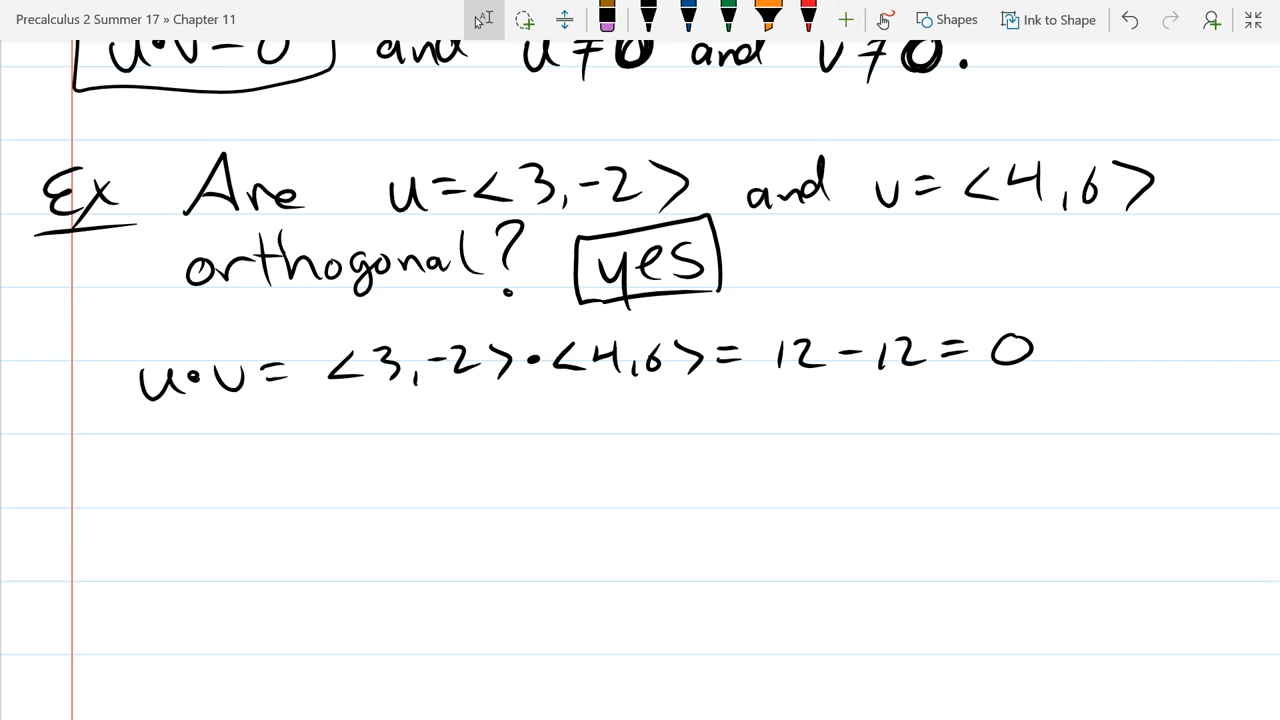 Precalculus 2 Summer 17 » Chapter 11
Shapes
Ink to Shape
u•v=0 and u≠0 and v≠0.
Ex Are u=<3,-2> and v=<4,6>
orthogonal? yes
u•v= <3,-2>•<4,6>= 12-12=0